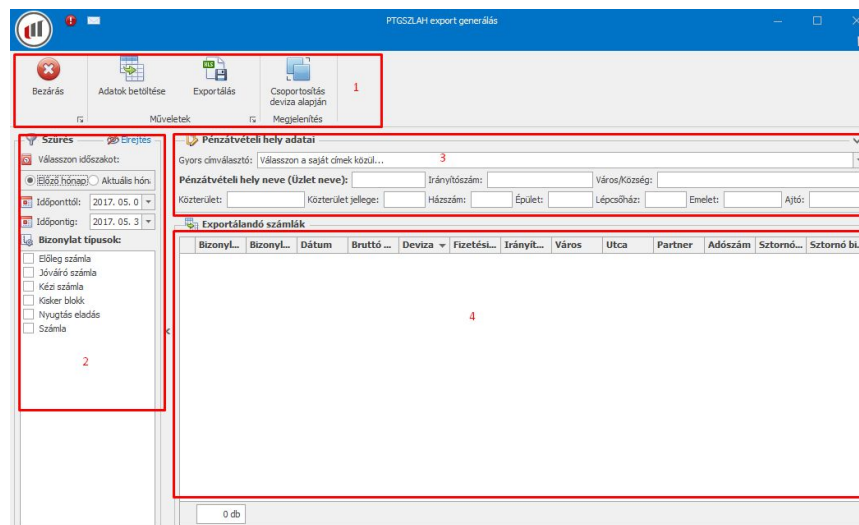 PTGSZLAH export generálás
Bezárás
Adatok betöltése
Exportálás
Csoportosítás
deviza alapján
1
Műveletek
Megjelenítés
Szűrés
Elrejtés
Válasszon időszakot:
Előző hónap
Aktuális hón
Időponttól:
2017. 05. 0
Időpontig:
2017. 05. 3
Bizonylat típusok:
Előleg számla
Jóváíró számla
Kézi számla
Kisker blokk
Nyugtás eladás
Számla
2
Pénzátvételi hely adatai
Gyors címválasztó:
Válasszon a saját címek közül...
3
Pénzátvételi hely neve (Üzlet neve):
Irányítószám:
Város/Község:
Közterület:
Közterület jellege:
Házszám:
Épület:
Lépcsőház:
Emelet:
Ajtó:
Exportálandó számlák
Bizonyl... Bizonyl... Dátum Bruttó ... Deviza Fizetési... Irányít... Város Utca Partner Adószám Sztornó... Sztornó bi...
4
0 db